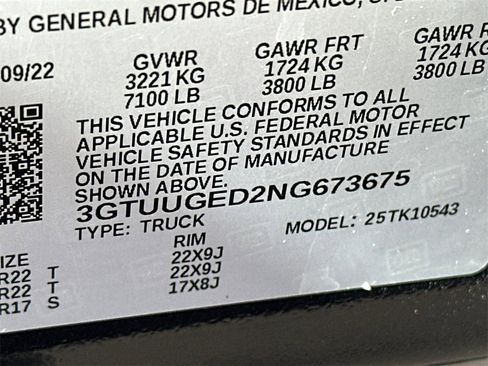 BY GENERAL MOTORS DE MEXICO,
09/22 GVWR GAWR FRT GAWR
3221 KG 1724 KG 1724 KG
7100 LB 3800 LB 3800 LB
THIS VEHICLE CONFORMS TO ALL
APPLICABLE U.S. FEDERAL MOTOR
VEHICLE SAFETY STANDARDS IN EFFECT
ON THE DATE OF MANUFACTURE
SHOWN ABOVE.
3GTUUGED2NG673675
TYPE: TRUCK MODEL: 25TK10543
SIZE RIM
R22 T 22X9J
R22 T 22X9J
R17 S 17X8J